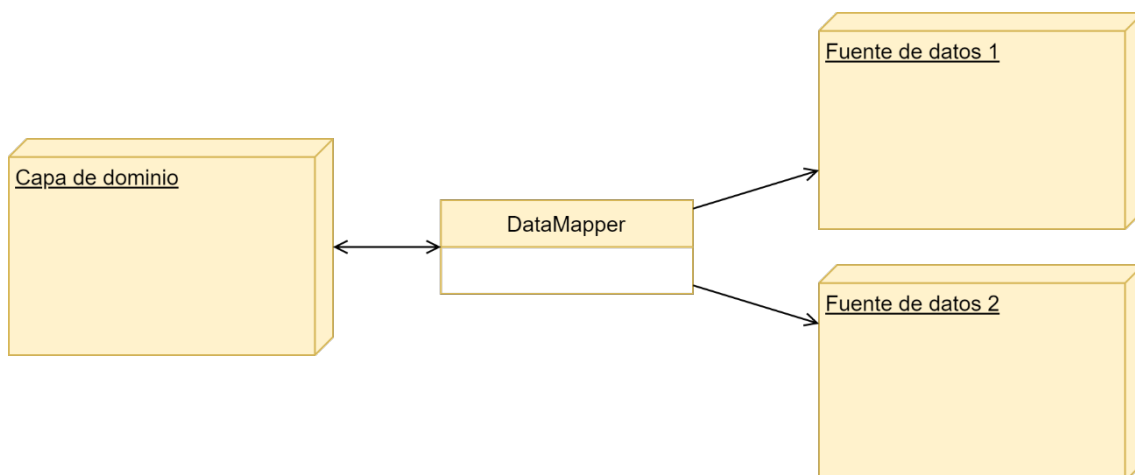 Fuente de datos 1
Capa de dominio
DataMapper
Fuente de datos 2